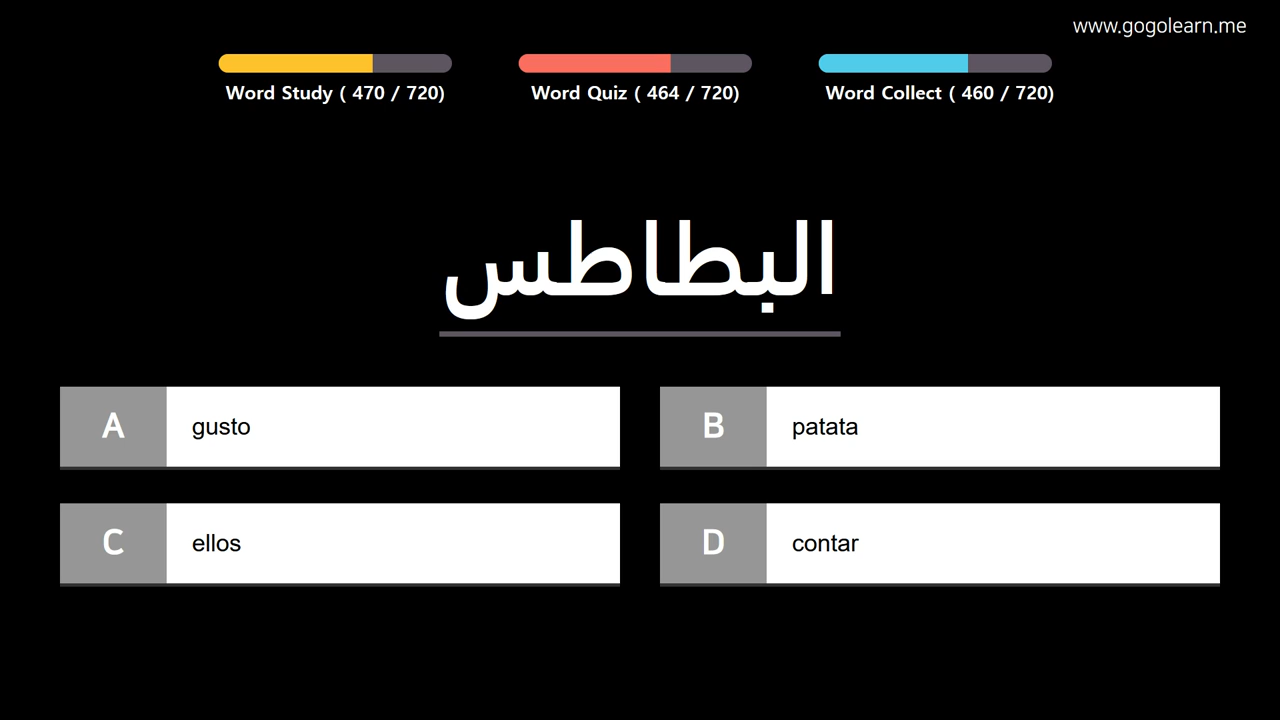 www.gogolearn.me
Word Study ( 470 / 720)
Word Quiz ( 464 / 720)
Word Collect ( 460 / 720)
البطاطس
A gusto
B patata
C ellos
D contar